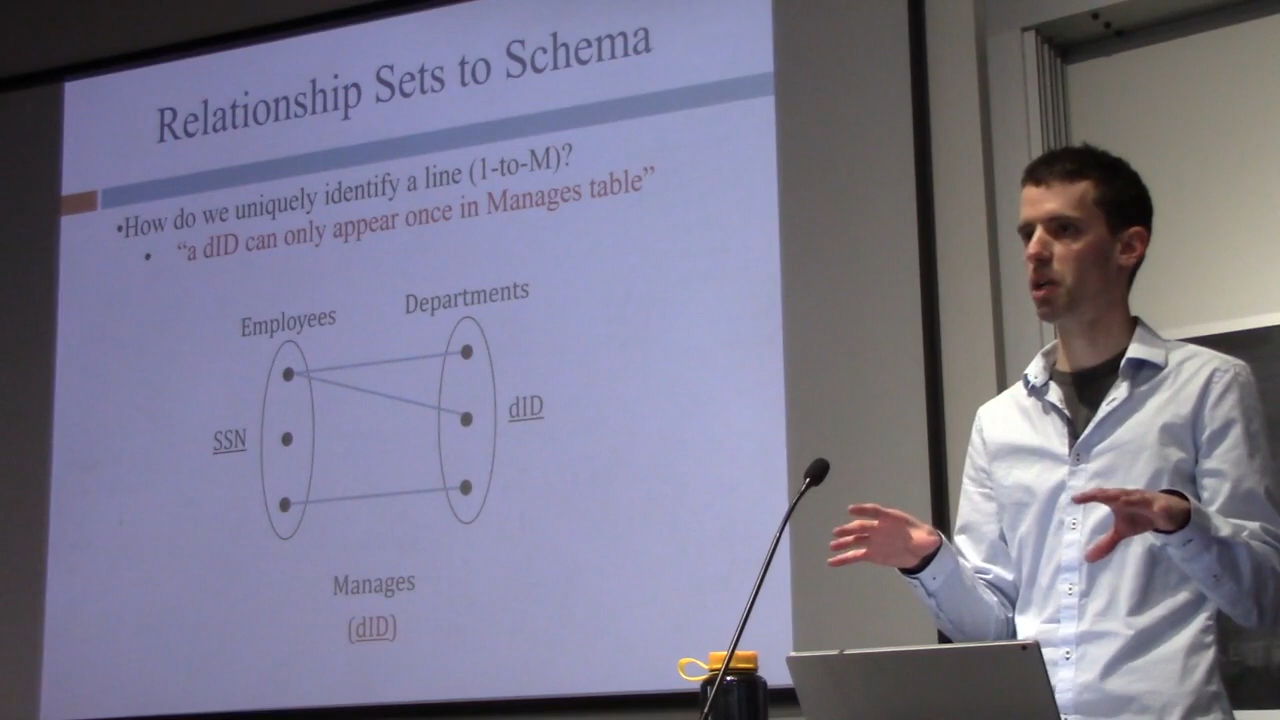 Relationship Sets to Schema
•How do we uniquely identify a line (1-to-M)?
• “a dID can only appear once in Manages table”
Employees
Departments
SSN
dID
Manages
(dID)